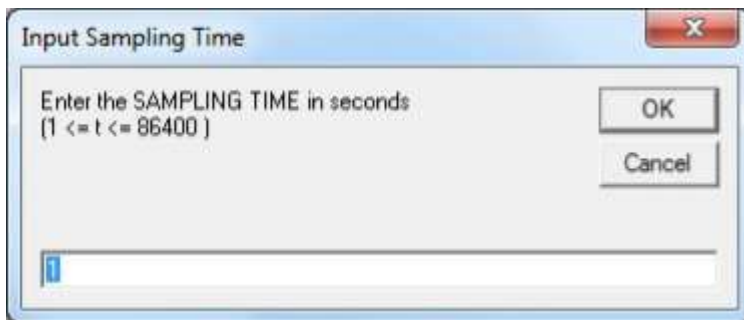 Input Sampling Time
Enter the SAMPLING TIME in seconds
(1 <= t <= 86400 )
OK
Cancel
1